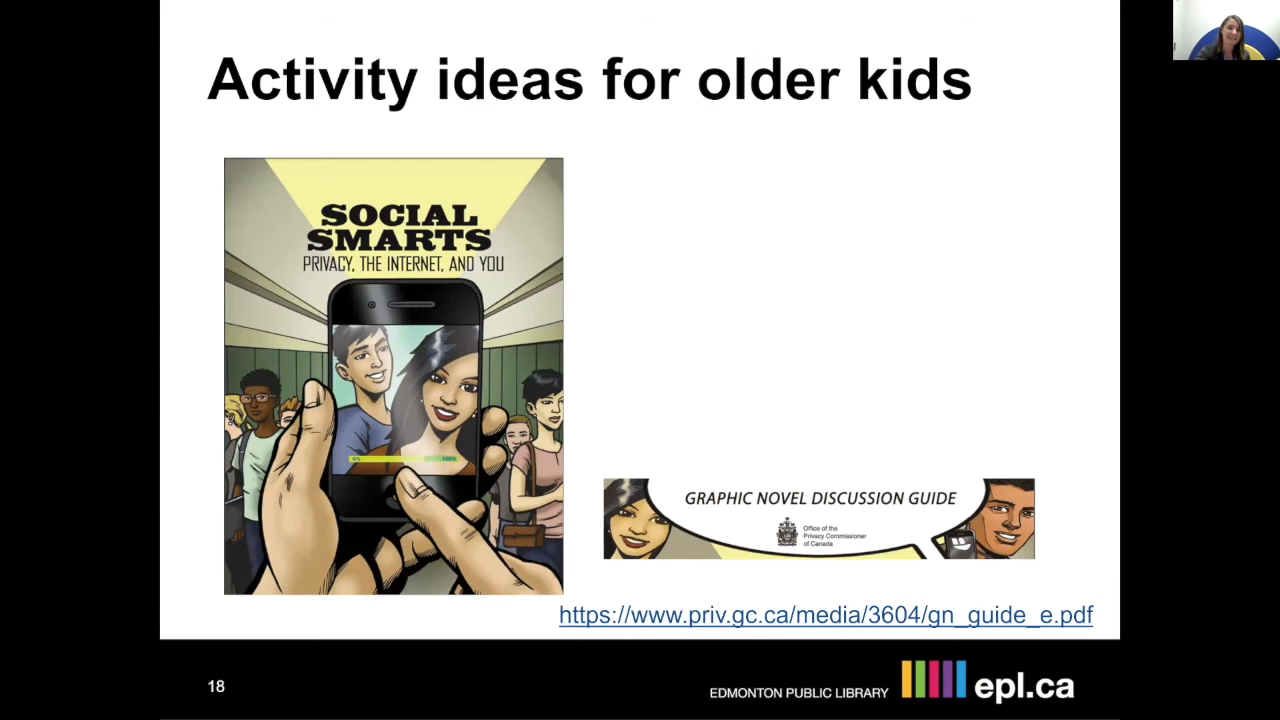 Activity ideas for older kids
SOCIAL
SMARTS
PRIVACY, THE INTERNET, AND YOU
0%
100%
GRAPHIC NOVEL DISCUSSION GUIDE
Office of the
Privacy Commissioner
of Canada
https://www.priv.gc.ca/media/3604/gn_guide_e.pdf
18
EDMONTON PUBLIC LIBRARY
epl.ca